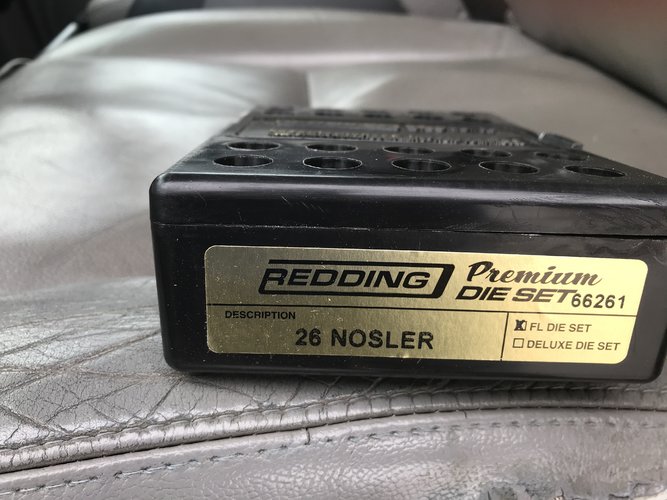 REDDING Premium
DIE SET 66261
DESCRIPTION
26 NOSLER
FL DIE SET
DELUXE DIE SET